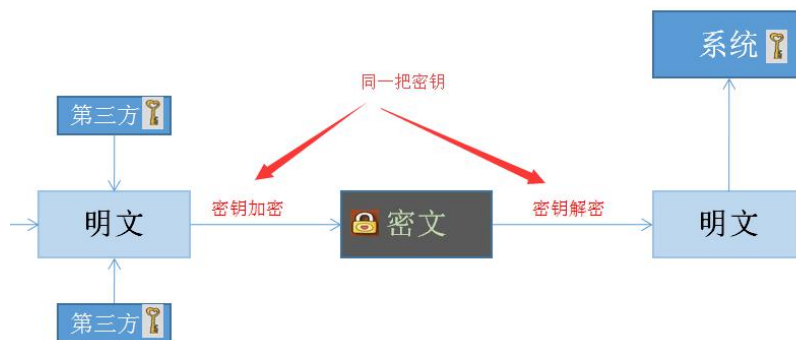 系统
同一把密钥
第三方
密钥加密
密钥解密
明文
密文
明文
第三方